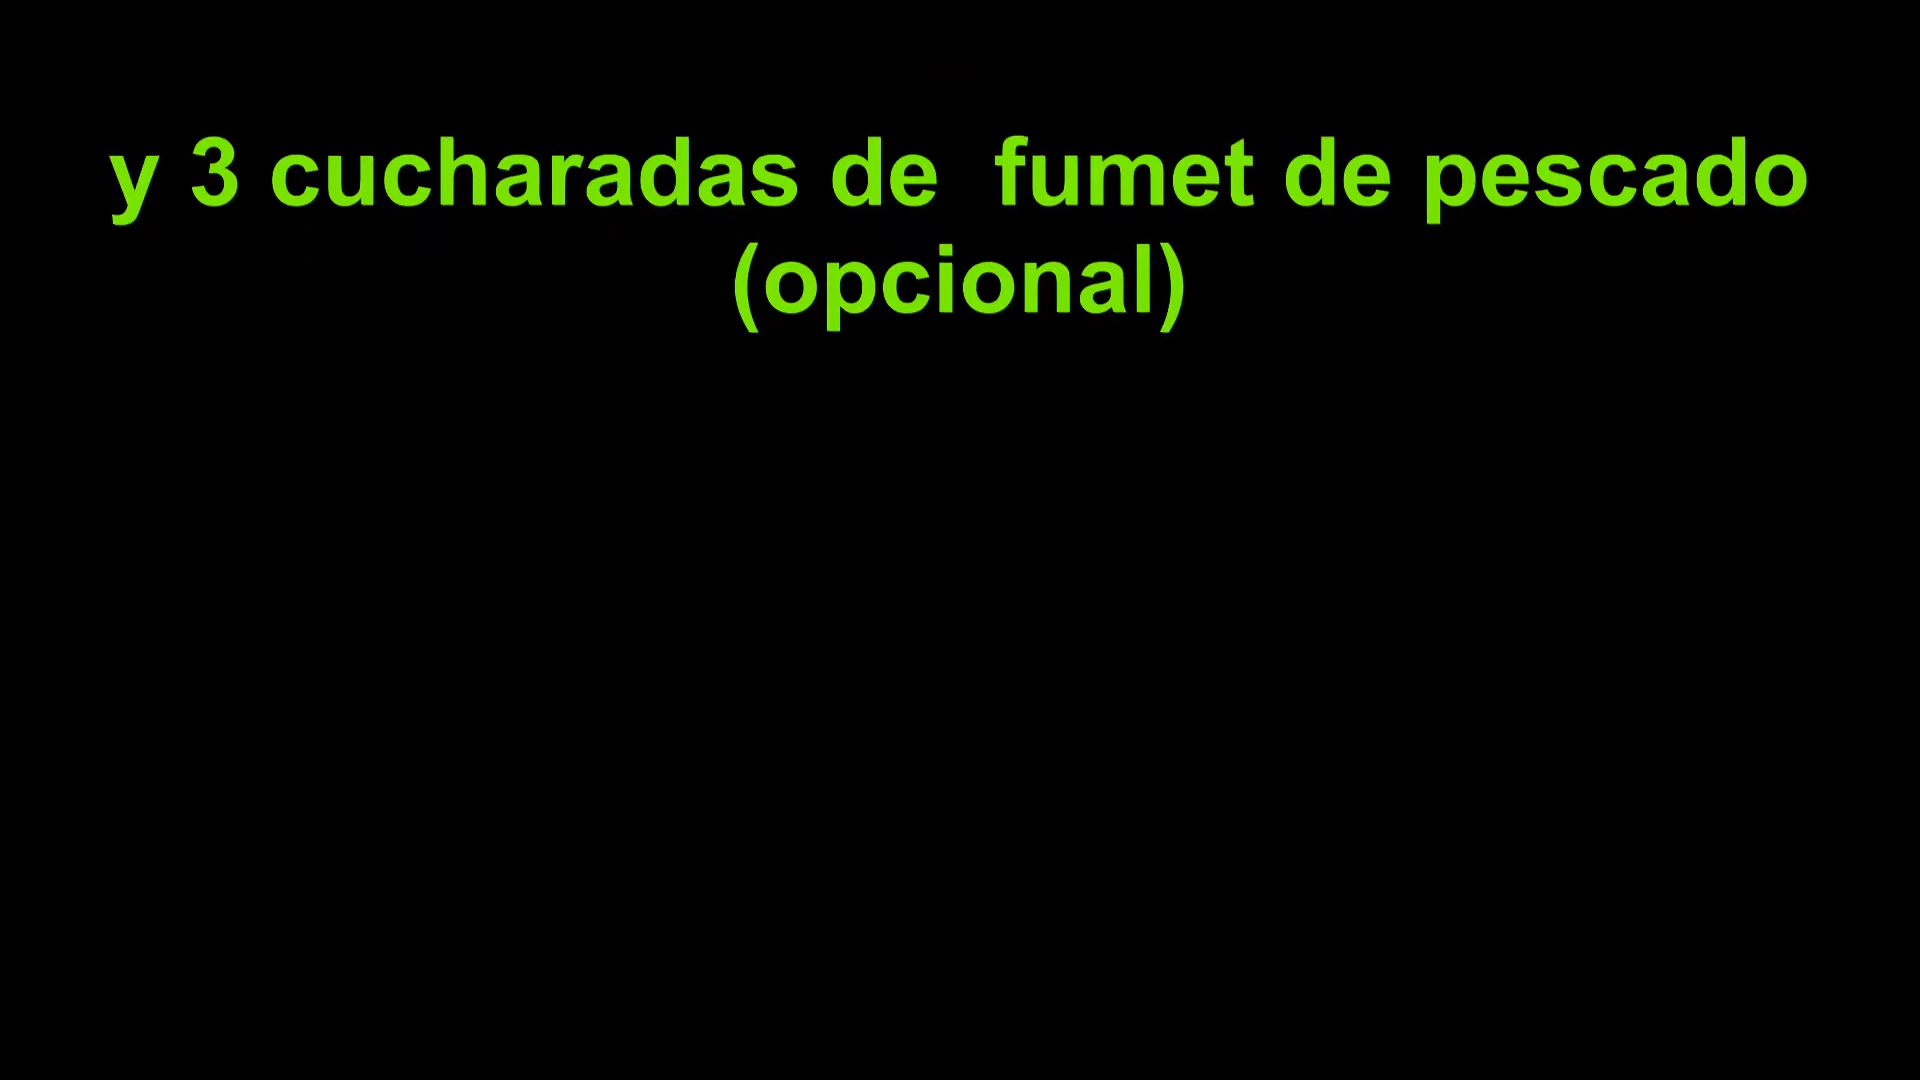 y 3 cucharadas de  fumet de pescado
(opcional)